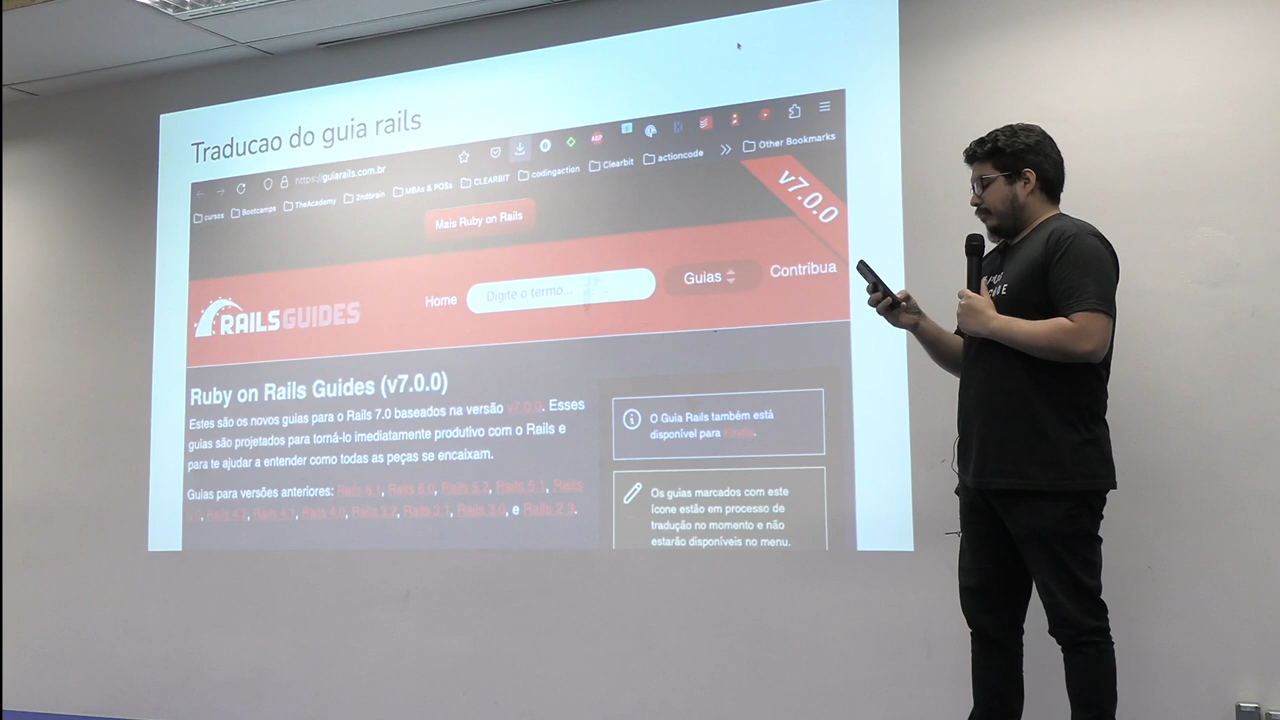 Traducao do guia rails
https://guiarails.com.br
cursos Bootcamps TheAcademy 2ndbrain MBAs & POSs CLEARBIT codingaction Clearbit actioncode Other Bookmarks
Mais Ruby on Rails
v7.0.0
RAILSGUIDES
Home Digite o termo... Guias Contribua
Ruby on Rails Guides (v7.0.0)
Estes são os novos guias para o Rails 7.0 baseados na versão v7.0.0. Esses
guias são projetados para torná-lo imediatamente produtivo com o Rails e
para te ajudar a entender como todas as peças se encaixam.
Guias para versões anteriores: Rails 6.1, Rails 6.0, Rails 5.2, Rails 5.1, Rails
Rails 4.2, Rails 4.1, Rails 4.0, Rails 3.2, Rails 3.1, Rails 3.0, e Rails 2.3.
O Guia Rails também está
disponível para Kindle.
Os guias marcados com este
ícone estão em processo de
tradução no momento e não
estarão disponíveis no menu.